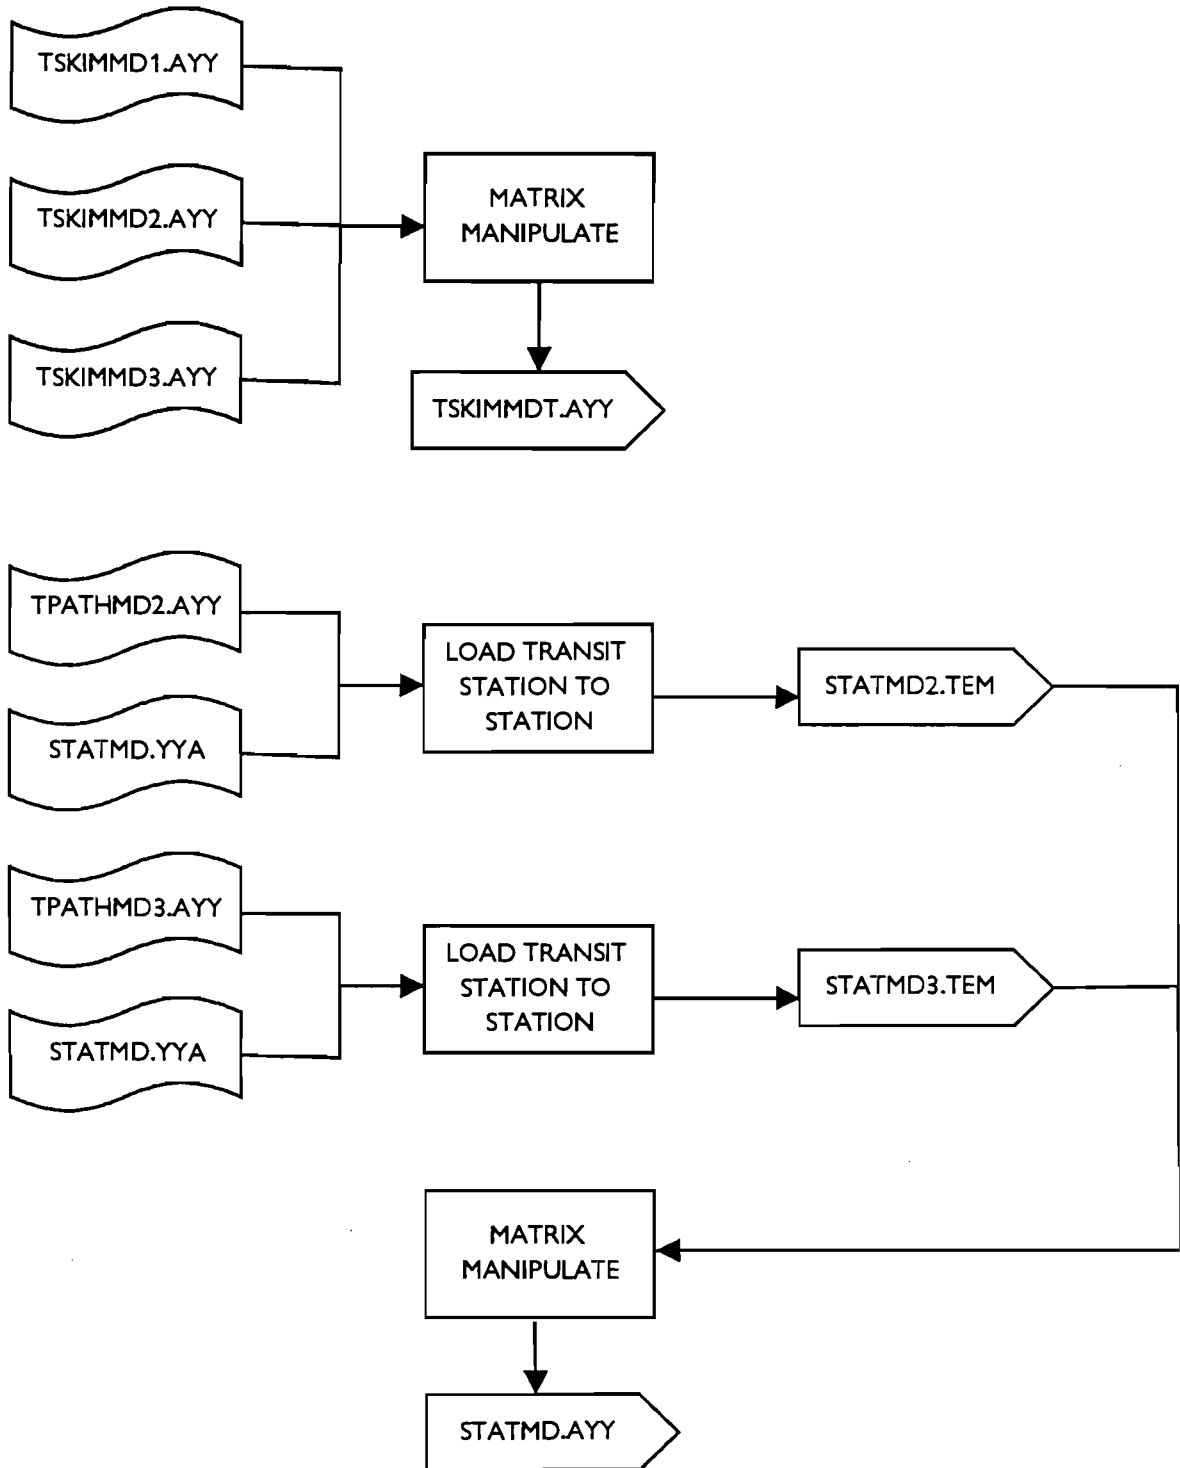 TSKIMMD1.AYY
TSKIMMD2.AYY
MATRIX
MANIPULATE
TSKIMMD3.AYY
TSKIMMDT.AYY
TPATHMD2.AYY
LOAD TRANSIT
STATION TO
STATION
STATMD2.TEM
STATMD.YYA
TPATHMD3.AYY
LOAD TRANSIT
STATION TO
STATION
STATMD3.TEM
STATMD.YYA
MATRIX
MANIPULATE
STATMD.AYY